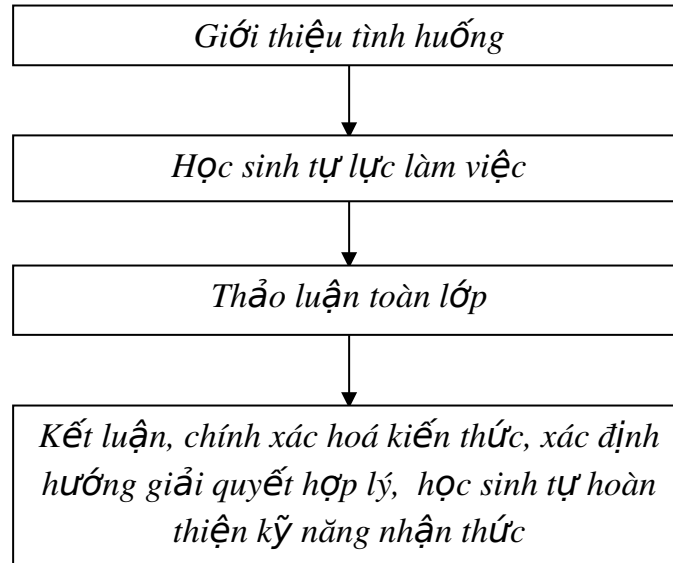 Giới thiệu tình huống
Học sinh tự lực làm việc
Thảo luận toàn lớp
Kết luận, chính xác hoá kiến thức, xác định
hướng giải quyết hợp lý, học sinh tự hoàn
thiện kỹ năng nhận thức